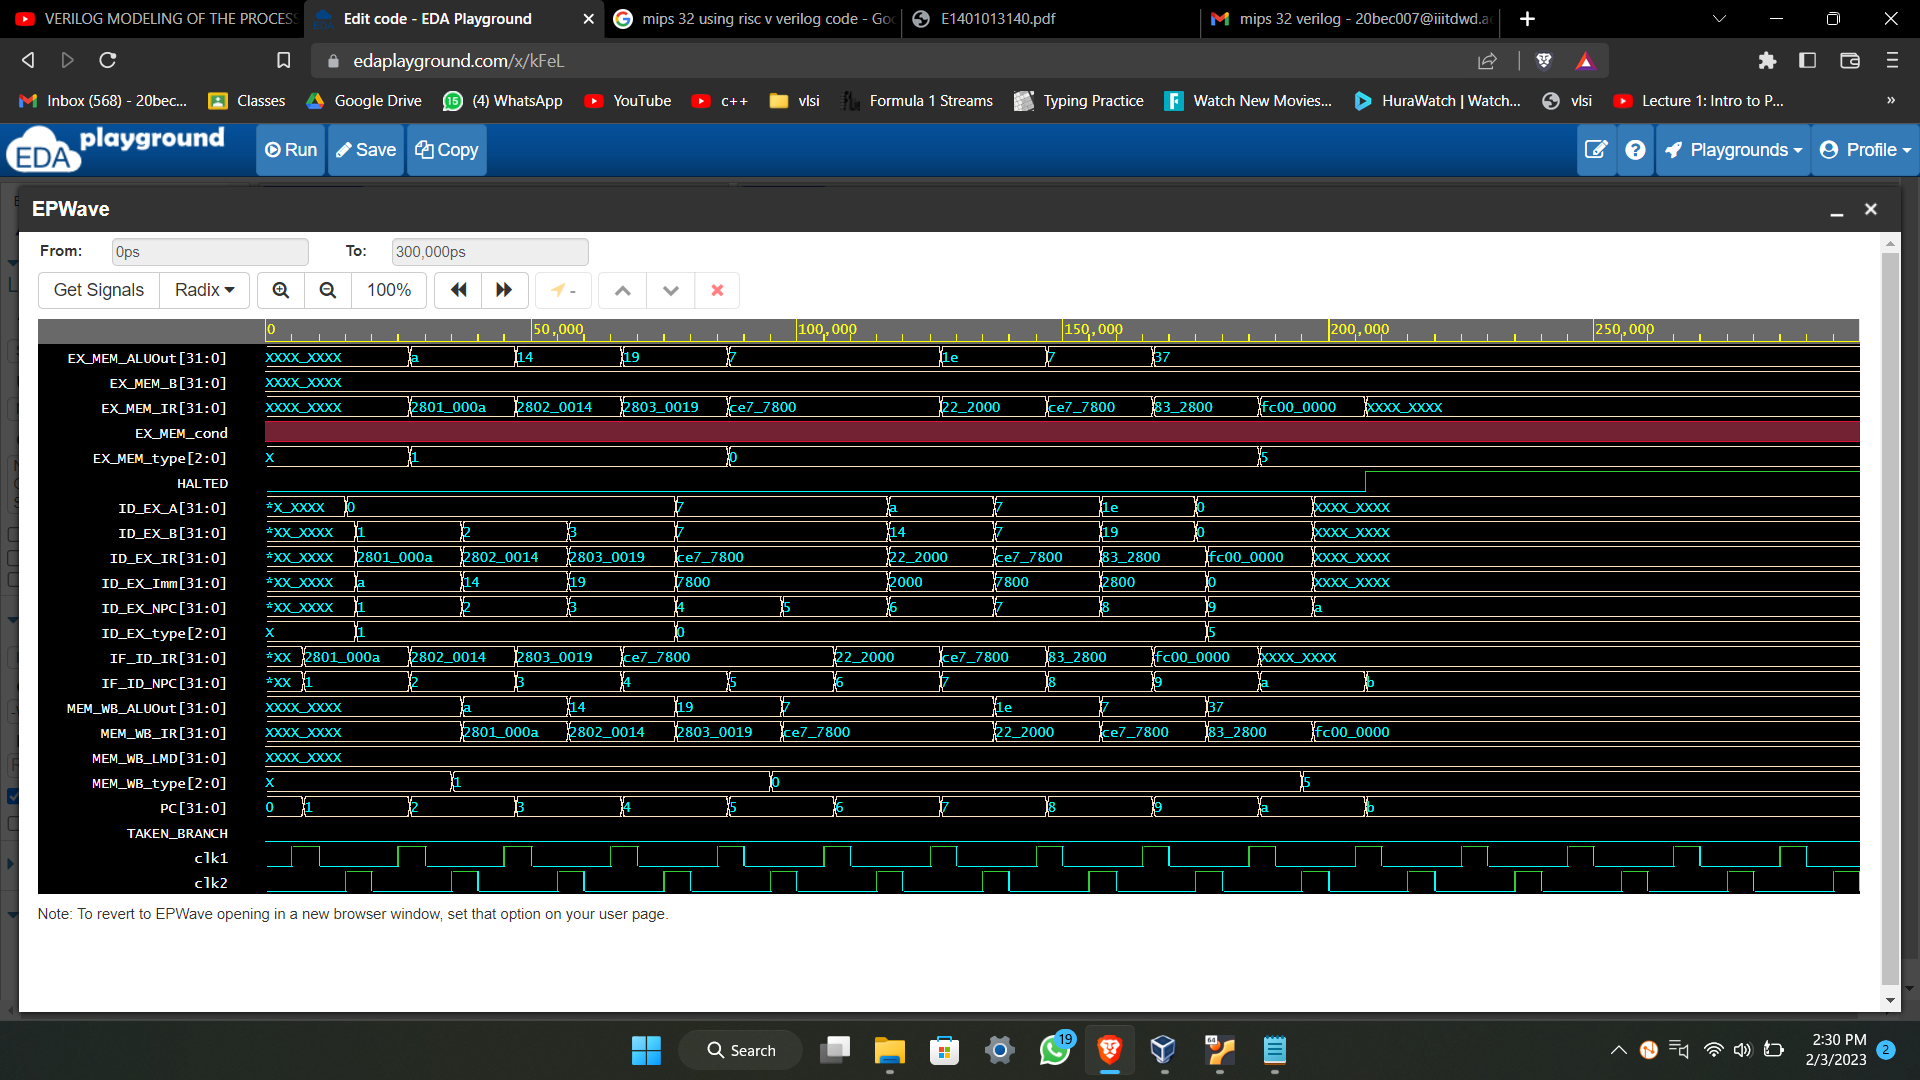 VERILOG MODELING OF THE PROCESS
Edit code - EDA Playground
mips 32 using risc v verilog code - Goo
E1401013140.pdf
mips 32 verilog - 20bec007@iiitdwd.ac
edaplayground.com/x/kFeL
Inbox (568) - 20bec...
Classes
Google Drive
15 (4) WhatsApp
YouTube
c++
vlsi
Formula 1 Streams
Typing Practice
Watch New Movies...
HuraWatch | Watch...
vlsi
Lecture 1: Intro to P...
»
EDA playground
Run
Save
Copy
Playgrounds
Profile
EPWave
From: 0ps To: 300,000ps
Get Signals Radix 100% -
0 50,000 100,000 150,000 200,000 250,000
EX_MEM_ALUOut[31:0] XXXX_XXXX a 14 19 7 1e 7 37
EX_MEM_B[31:0] XXXX_XXXX
EX_MEM_IR[31:0] XXXX_XXXX 2801_000a 2802_0014 2803_0019 ce7_7800 22_2000 ce7_7800 83_2800 fc00_0000 XXXX_XXXX
EX_MEM_cond
EX_MEM_type[2:0] X 1 0 5
HALTED
ID_EX_A[31:0] *X_XXXX 0 7 a 7 1e 0 XXXX_XXXX
ID_EX_B[31:0] *XX_XXXX 1 2 3 7 14 7 19 0 XXXX_XXXX
ID_EX_IR[31:0] *XX_XXXX 2801_000a 2802_0014 2803_0019 ce7_7800 22_2000 ce7_7800 83_2800 fc00_0000 XXXX_XXXX
ID_EX_Imm[31:0] *XX_XXXX a 14 19 7800 2000 7800 2800 0 XXXX_XXXX
ID_EX_NPC[31:0] *XX_XXXX 1 2 3 4 5 6 7 8 9 a
ID_EX_type[2:0] X 1 0 5
IF_ID_IR[31:0] *XX 2801_000a 2802_0014 2803_0019 ce7_7800 22_2000 ce7_7800 83_2800 fc00_0000 XXXX_XXXX
IF_ID_NPC[31:0] *XX 1 2 3 4 5 6 7 8 9 a b
MEM_WB_ALUOut[31:0] XXXX_XXXX a 14 19 7 1e 7 37
MEM_WB_IR[31:0] XXXX_XXXX 2801_000a 2802_0014 2803_0019 ce7_7800 22_2000 ce7_7800 83_2800 fc00_0000
MEM_WB_LMD[31:0] XXXX_XXXX
MEM_WB_type[2:0] X 1 0 5
PC[31:0] 0 1 2 3 4 5 6 7 8 9 a b
TAKEN_BRANCH
clk1
clk2
Note: To revert to EPWave opening in a new browser window, set that option on your user page.
Search
19
64
2:30 PM
2/3/2023
2